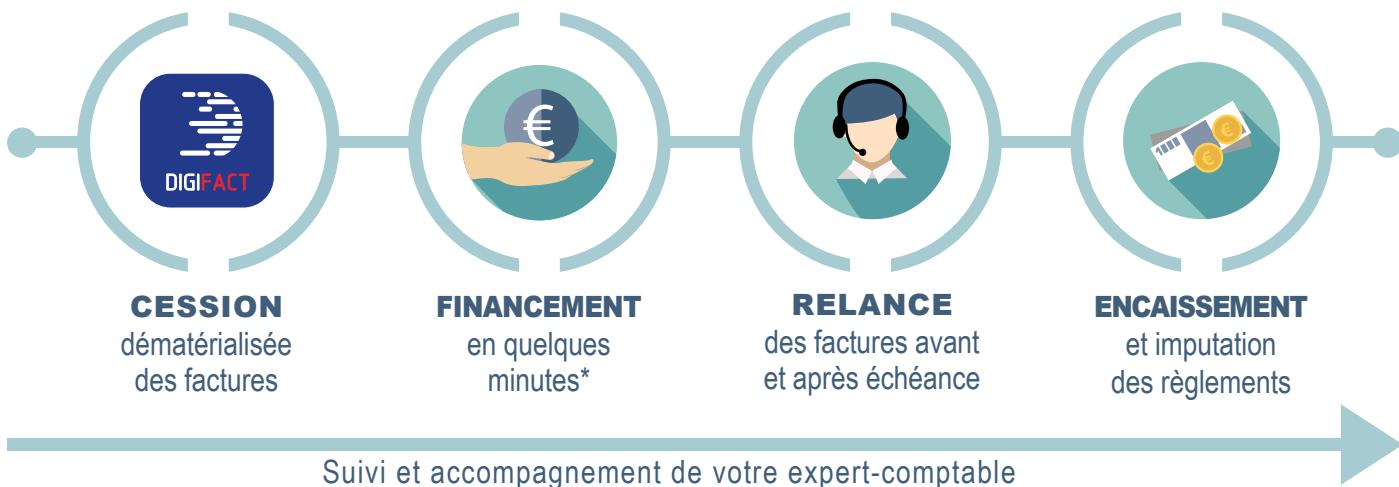 DIGIFACT
€
CESSION
dématérialisée
des factures
FINANCEMENT
en quelques
minutes*
RELANCE
des factures avant
et après échéance
€
€
ENCAISSEMENT
et imputation
des règlements
Suivi et accompagnement de votre expert-comptable